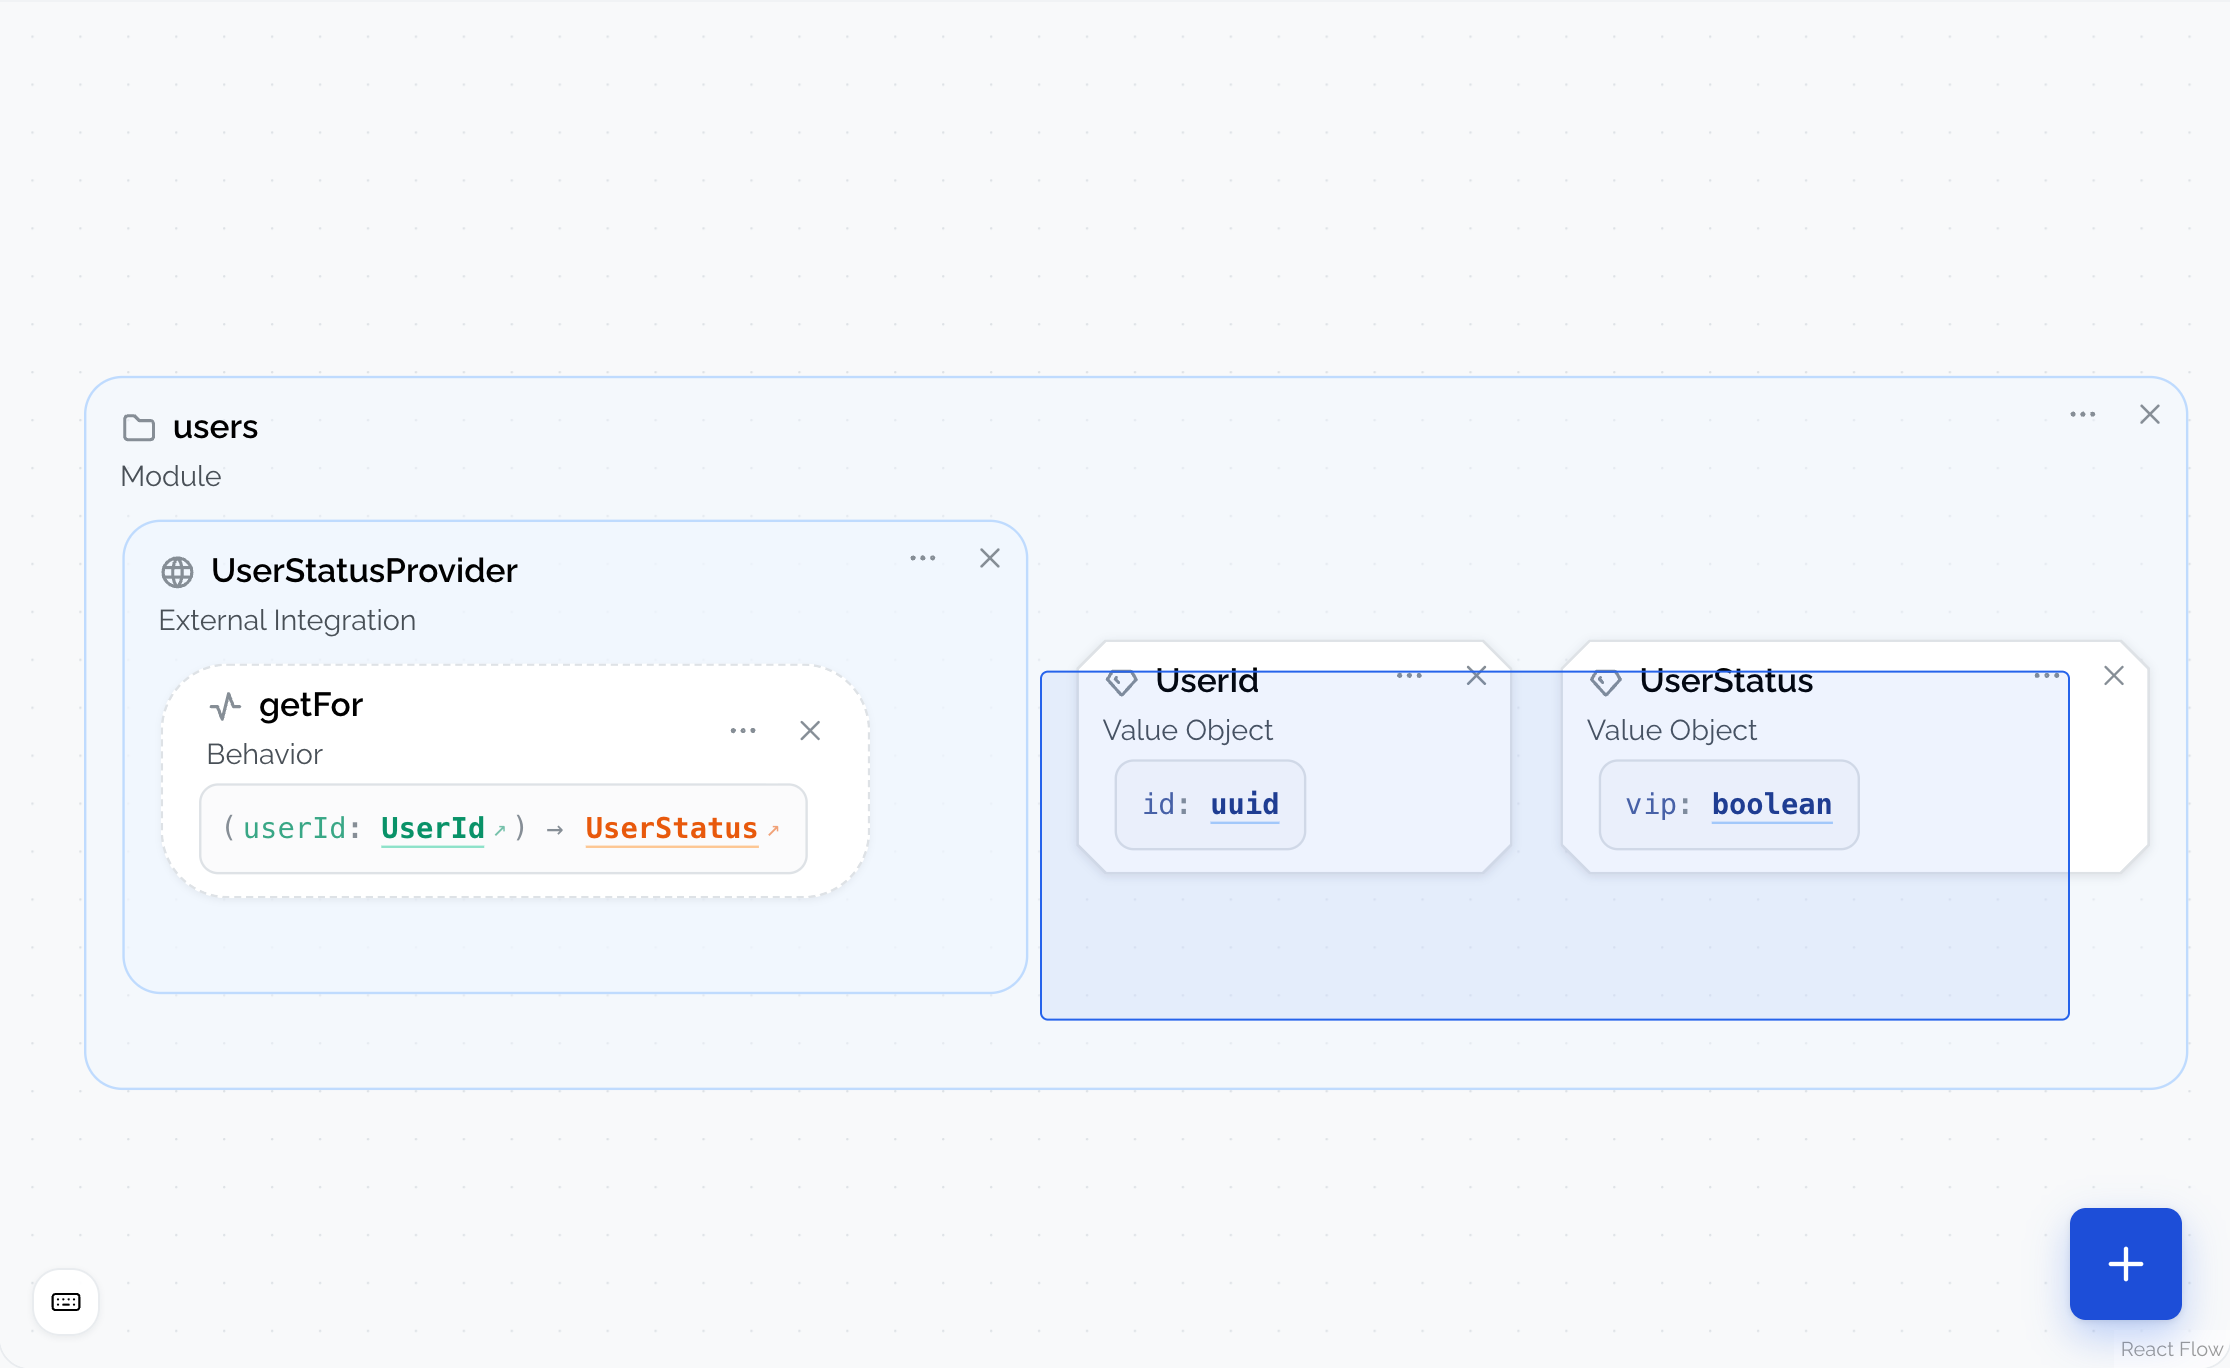 users
Module
UserStatusProvider
External Integration
getFor
Behavior
(userId: UserId↗) → UserStatus↗
UserId
Value Object
id: uuid
UserStatus
Value Object
vip: boolean
React Flow